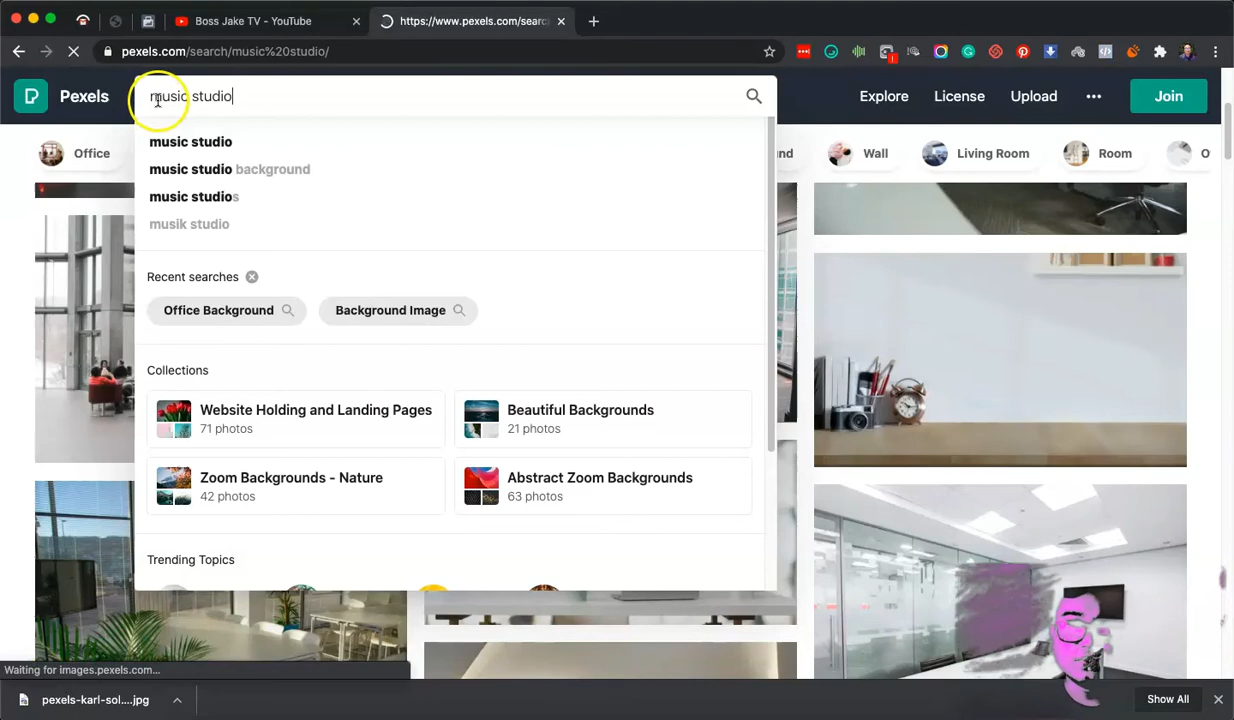 Boss Jake TV - YouTube
https://www.pexels.com/searc
pexels.com/search/music%20studio/
Pexels
music studio
Explore
License
Upload
Join
Office
music studio
music studio background
music studios
musik studio
nd
Wall
Living Room
Room
O
Recent searches
Office Background
Background Image
Collections
Website Holding and Landing Pages
71 photos
Beautiful Backgrounds
21 photos
Zoom Backgrounds - Nature
42 photos
Abstract Zoom Backgrounds
63 photos
Trending Topics
Waiting for images.pexels.com...
pexels-karl-sol....jpg
Show All